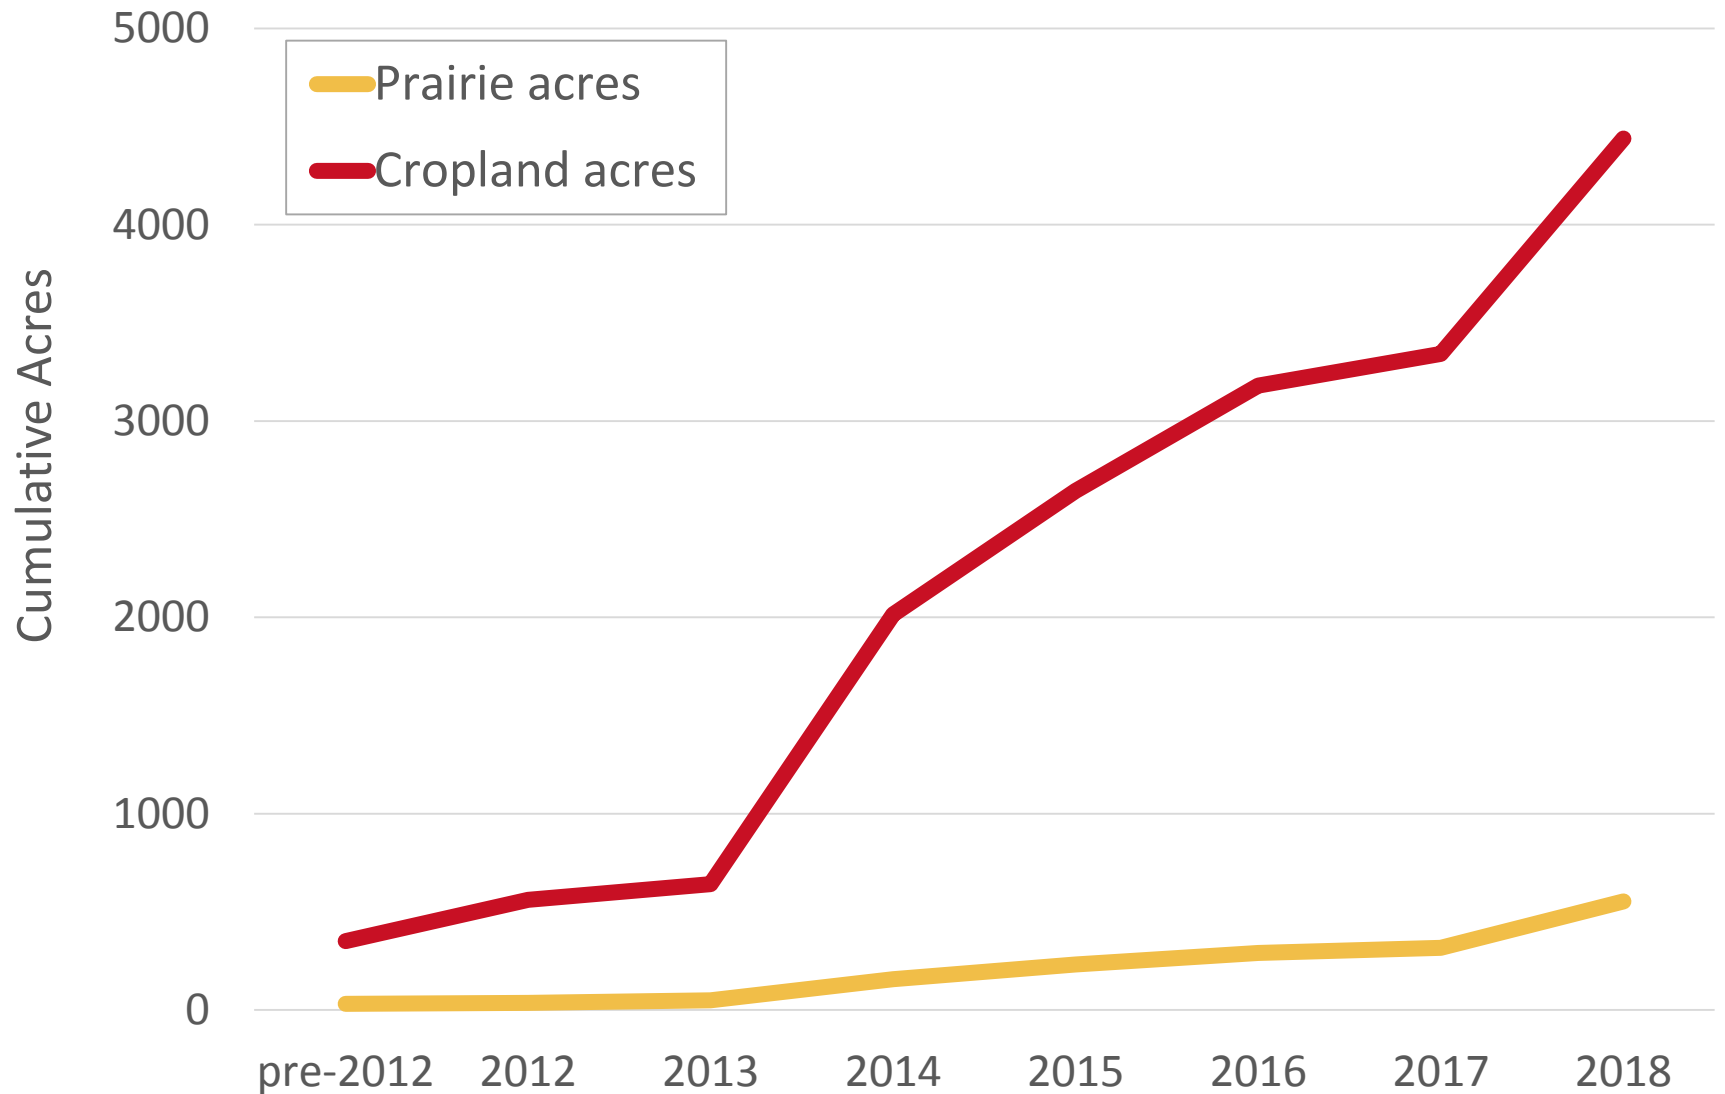 5000
Prairie acres
Cropland acres
4000
3000
2000
1000
0
Cumulative Acres
pre-2012 2012 2013 2014 2015 2016 2017 2018